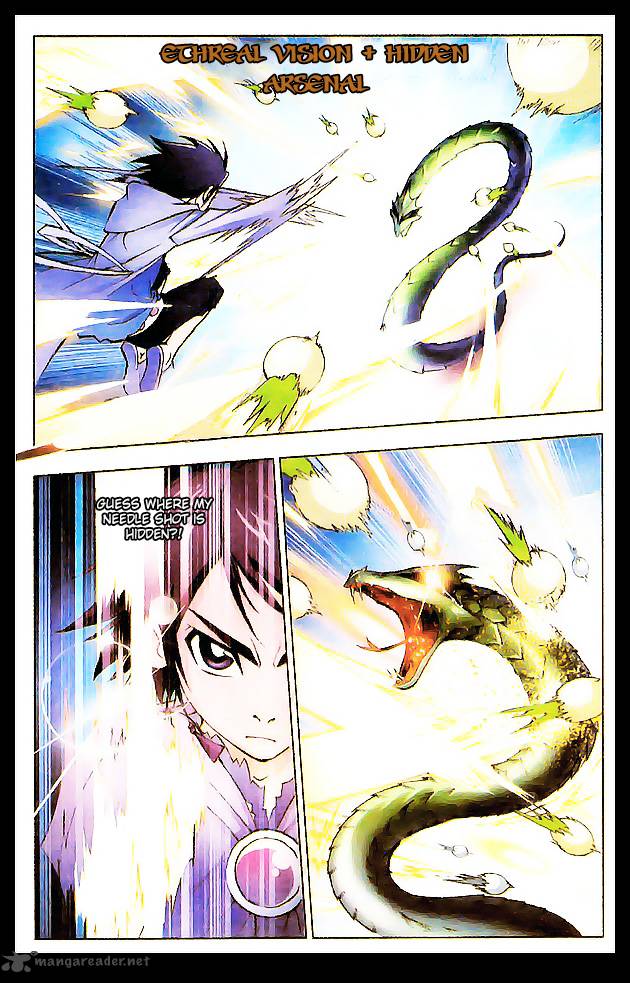 ETHREAL VISION + HIDDEN
ARSENAL
GUESS WHERE MY
NEEDLE SHOT IS
HIDDEN?!
mangareader.net